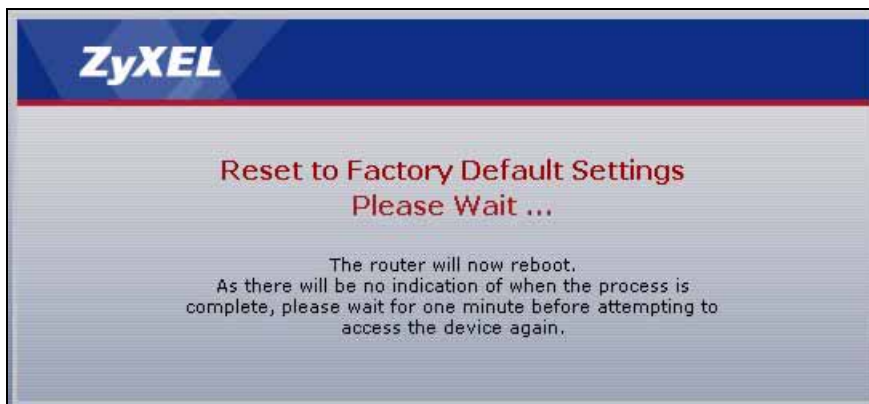 ZyXEL
Reset to Factory Default Settings
Please Wait ...
The router will now reboot.
As there will be no indication of when the process is
complete, please wait for one minute before attempting to
access the device again.